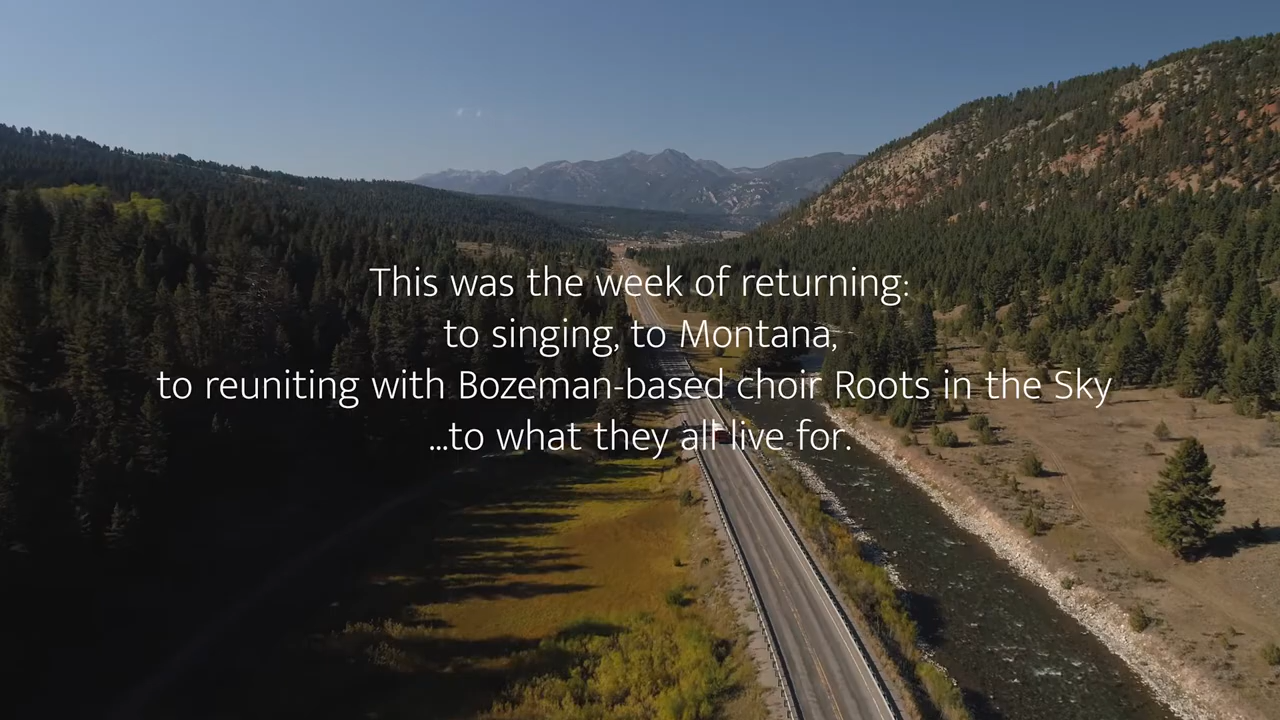 This was the week of returning:
to singing, to Montana,
to reuniting with Bozeman-based choir Roots in the Sky
...to what they all live for.